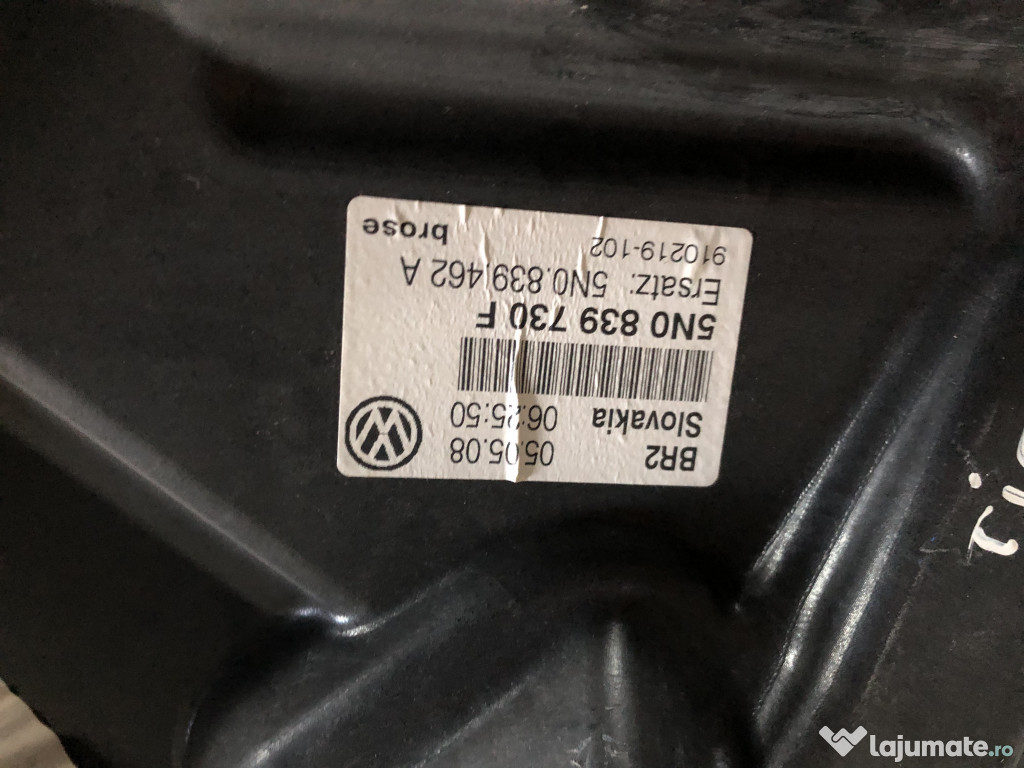 BR2 05.05.08
Slovakia 06:25:50
5N0 839 730 F
Ersatz: 5N0.839.462 A
910219-102 brose
lajumate.ro